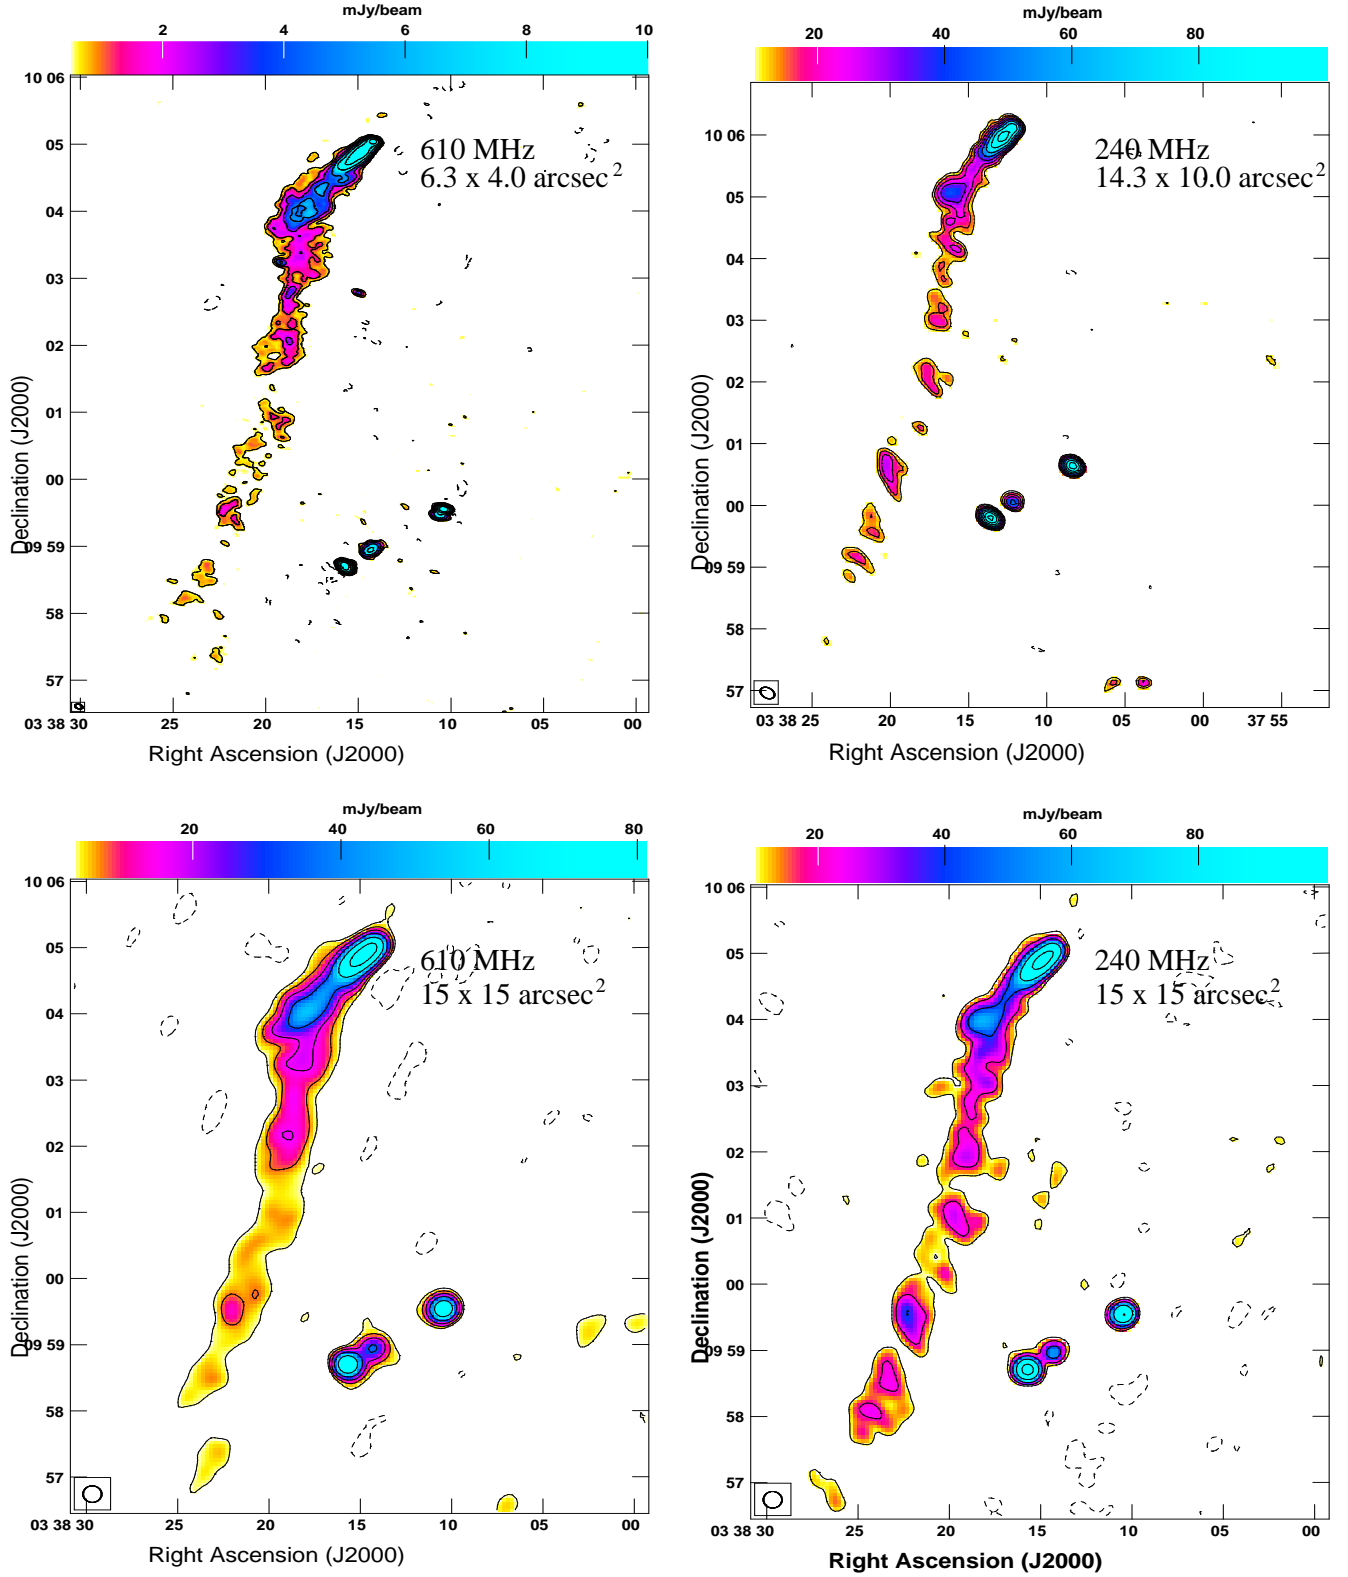 mJy/beam
2 4 6 8 10
10 06
05
04
03
02
01
00
09 59
58
57
610 MHz
6.3 x 4.0 arcsec2
Declination (J2000)
03 38 30 25 20 15 10 05 00
Right Ascension (J2000)
mJy/beam
20 40 60 80
10 06
05
04
03
02
01
00
09 59
58
57
240 MHz
14.3 x 10.0 arcsec2
Declination (J2000)
03 38 25 20 15 10 05 00 37 55
Right Ascension (J2000)
mJy/beam
20 40 60 80
10 06
05
04
03
02
01
00
09 59
58
57
610 MHz
15 x 15 arcsec2
Declination (J2000)
03 38 30 25 20 15 10 05 00
Right Ascension (J2000)
mJy/beam
20 40 60 80
10 06
05
04
03
02
01
00
09 59
58
57
240 MHz
15 x 15 arcsec2
Declination (J2000)
03 38 30 25 20 15 10 05 00
Right Ascension (J2000)